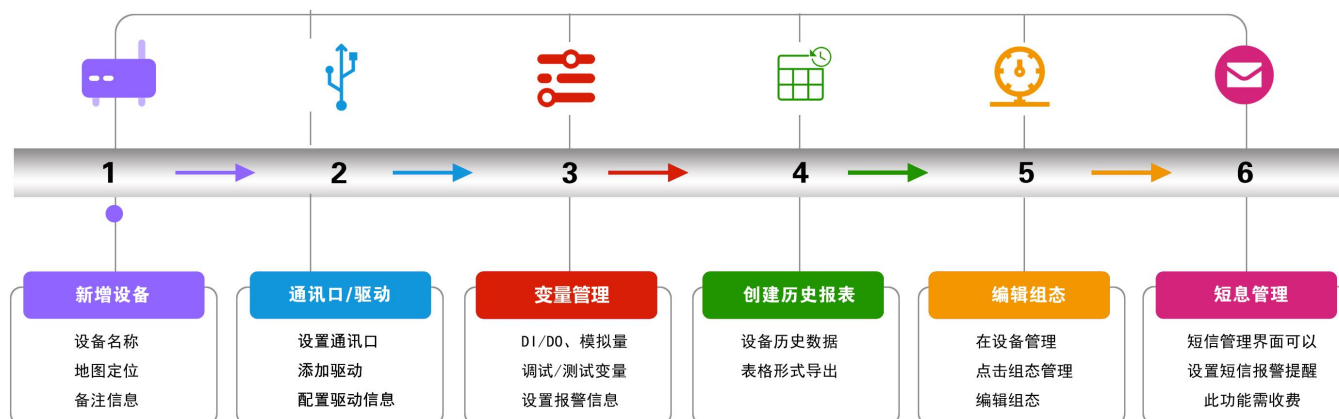 1
2
3
4
5
6
新增设备
设备名称
地图定位
备注信息
通讯口/驱动
设置通讯口
添加驱动
配置驱动信息
变量管理
DI/DO、模拟量
调试/测试变量
设置报警信息
创建历史报表
设备历史数据
表格形式导出
编辑组态
在设备管理
点击组态管理
编辑组态
短息管理
短信管理界面可以
设置短信报警提醒
此功能需收费